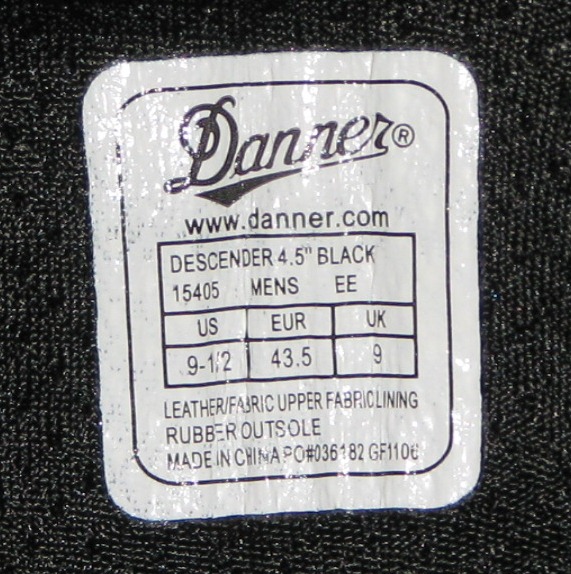 Danner®
www.danner.com
DESCENDER 4.5" BLACK
15405 MENS EE
US EUR UK
9-1/2 43.5 9
LEATHER/FABRIC UPPER FABRIC LINING
RUBBER OUTSOLE
MADE IN CHINA PO#036182